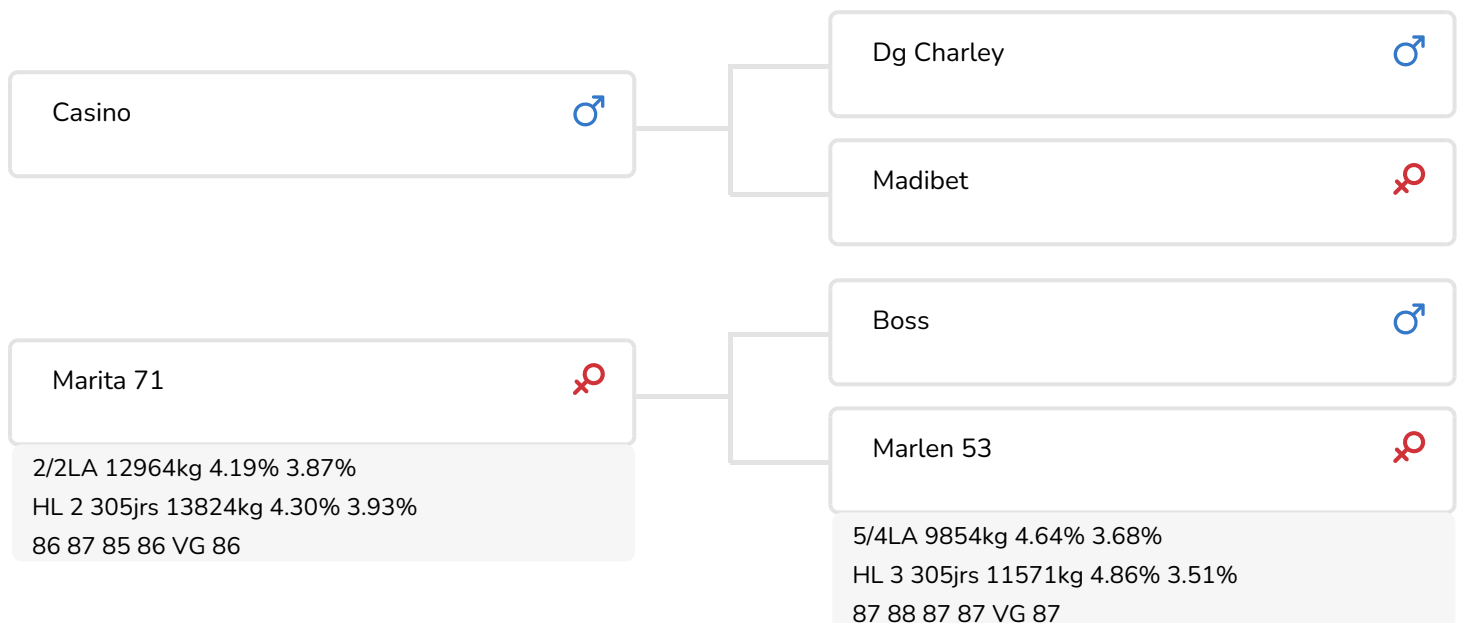 Casino
Dg Charley
Madibet
Marita 71
2/2LA 12964kg 4.19% 3.87%
HL 2 305jrs 13824kg 4.30% 3.93%
86 87 85 86 VG 86
Boss
Marlen 53
5/4LA 9854kg 4.64% 3.68%
HL 3 305jrs 11571kg 4.86% 3.51%
87 88 87 87 VG 87